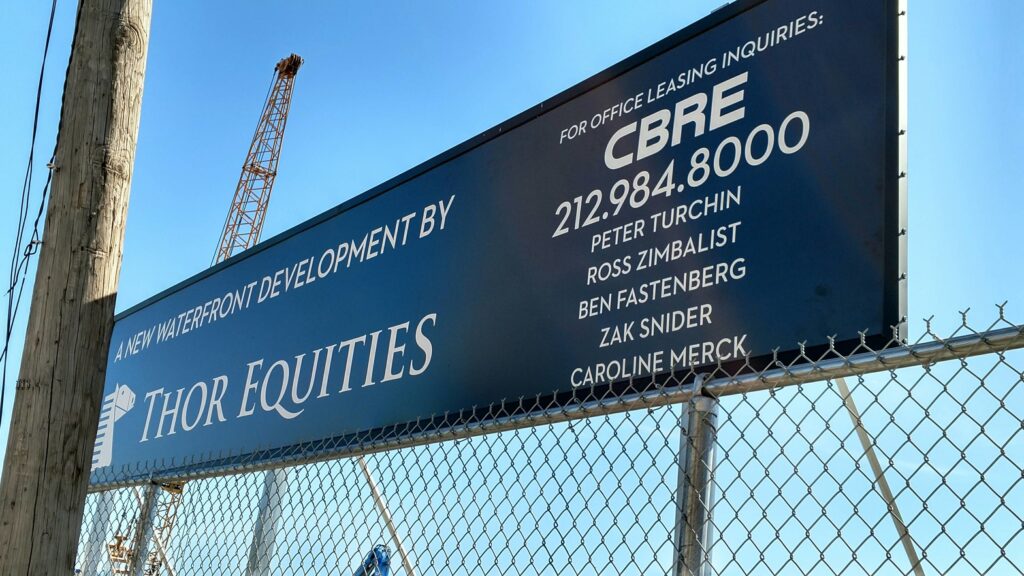 A NEW WATERFRONT DEVELOPMENT BY
THOR EQUITIES
FOR OFFICE LEASING INQUIRIES:
CBRE
212.984.8000
PETER TURCHIN
ROSS ZIMBALIST
BEN FASTENBERG
ZAK SNIDER
CAROLINE MERCK